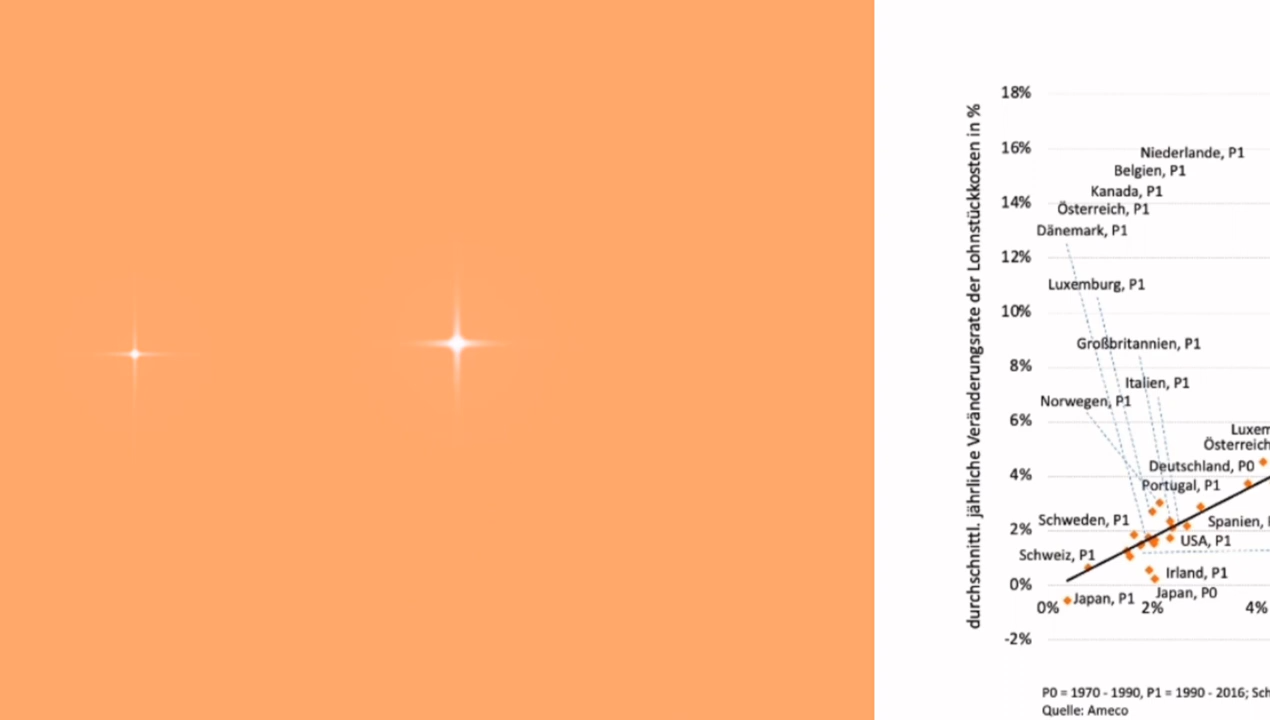 durchschnittl. jährliche Veränderungsrate der Lohnstückkosten in %
18%
16%
Niederlande, P1
Belgien, P1
Kanada, P1
14%
Österreich, P1
Dänemark, P1
12%
Luxemburg, P1
10%
Großbritannien, P1
8%
Italien, P1
Norwegen, P1
6%
Luxem
Österreich
Deutschland, P0
4%
Portugal, P1
Schweden, P1
Spanien,
2%
USA, P1
Schweiz, P1
Irland, P1
0%
Japan, P0
Japan, P1
0%
2%
4%
-2%
P0 = 1970 - 1990, P1 = 1990 - 2016; Sch
Quelle: Ameco